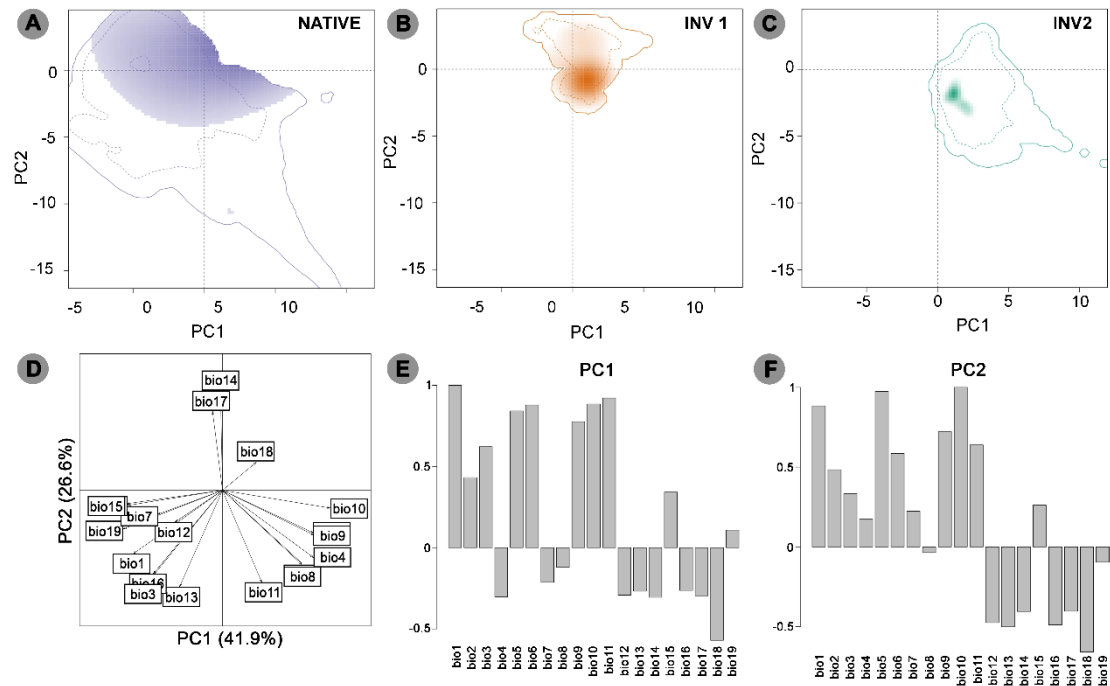 A
NATIVE
0
-5
-10
-15
PC2
-5
0
5
10
PC1
B
INV 1
0
-5
-10
-15
-5
0
5
10
PC1
C
INV2
0
-5
-10
-15
0
5
10
PC1
D
bio14
bio17
bio18
bio15
bio7
bio19
bio12
bio1
bio16
bio3
bio13
bio10
bio9
bio4
bio8
bio11
PC2 (26.6%)
PC1 (41.9%)
E
PC1
1
0.5
0
-0.5
bio1
bio2
bio3
bio4
bio5
bio6
bio7
bio8
bio9
bio10
bio11
bio12
bio13
bio14
bio15
bio16
bio17
bio18
bio19
F
PC2
1
0.5
0
-0.5
bio1
bio2
bio3
bio4
bio5
bio6
bio7
bio8
bio9
bio10
bio11
bio12
bio13
bio14
bio15
bio16
bio17
bio18
bio19